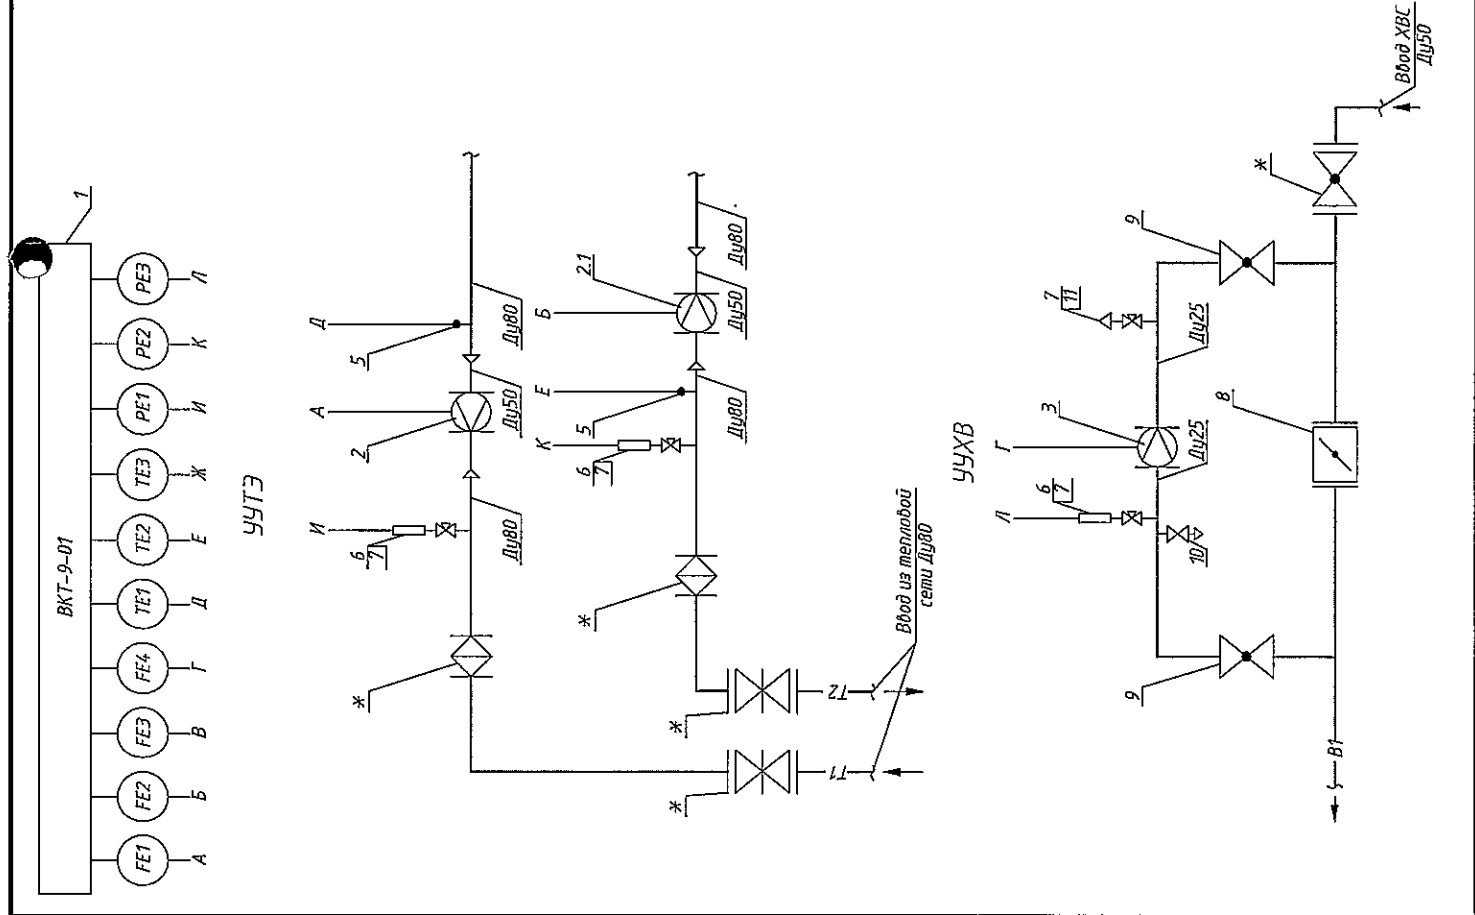 ВКТ-9-01
1
FE1
FE2
FE3
FE4
TE1
TE2
TE3
PE1
PE2
PE3
А
Б
В
Г
Д
Е
Ж
И
К
Л
УУТЭ
И
А
Д
6
7
2
5
*
Ду80
Ду50
Ду80
К
Е
Б
6
7
5
2.1
*
Ду80
Ду50
Ду80
*
*
Т1
Т2
Ввод из тепловой
сети Ду80
УУХВ
Л
Г
6
7
3
7
11
10
Ду25
Ду25
9
9
8
*
В1
Ввод ХВС
Ду50